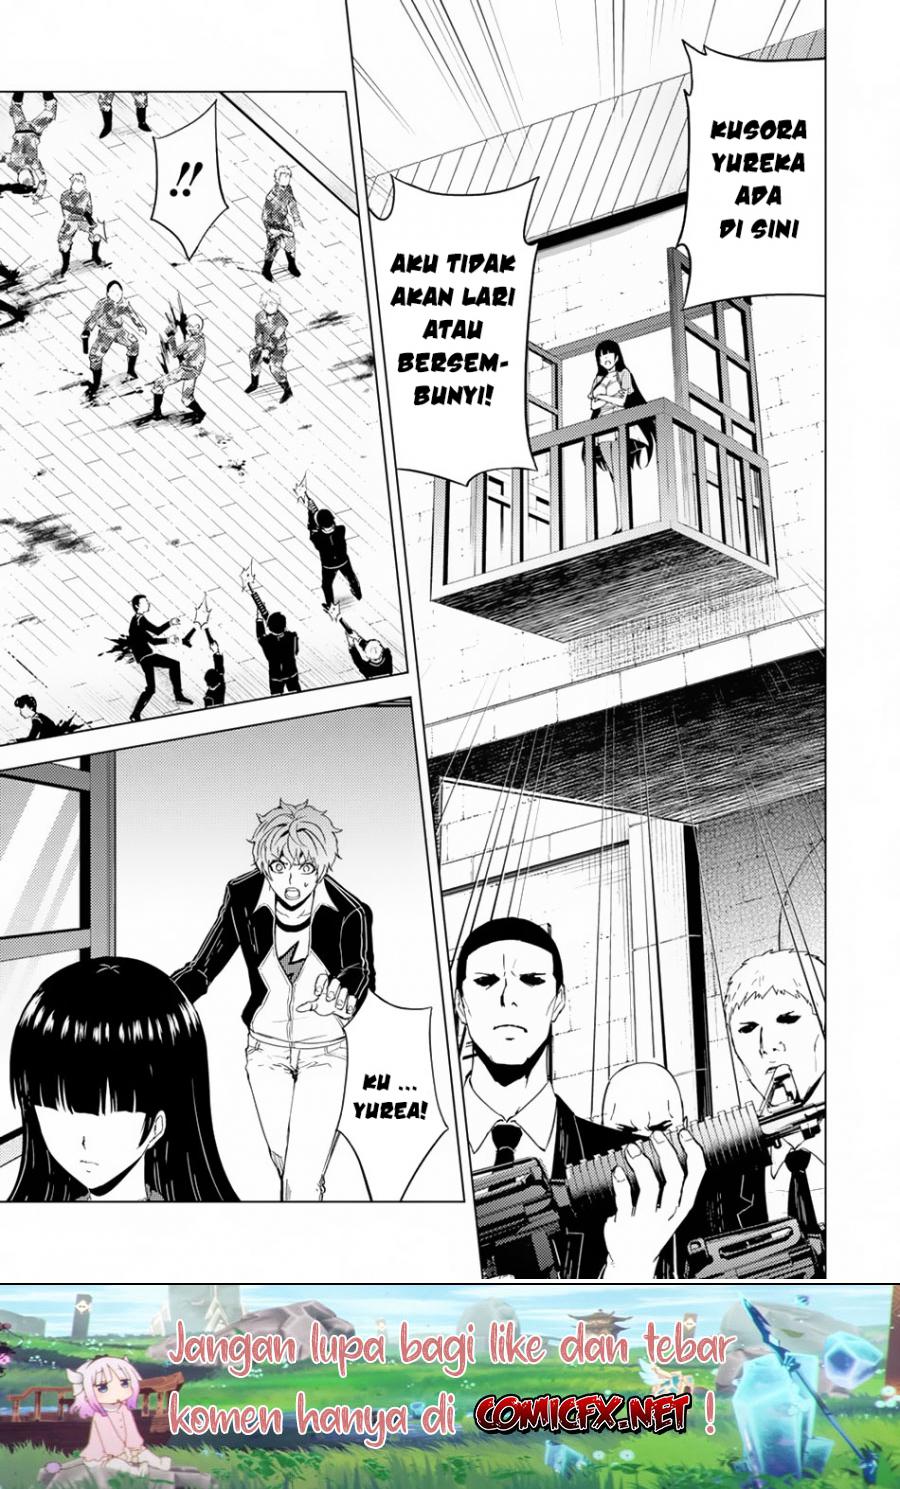 KUSORA
YUREKA
ADA
DI SINI
AKU TIDAK
AKAN LARI
ATAU
BERSEM-
BUNYI!
!!
KU ...
YUREA!
Jangan lupa bagi like dan tebar
komen hanya di COMICFX.NET !